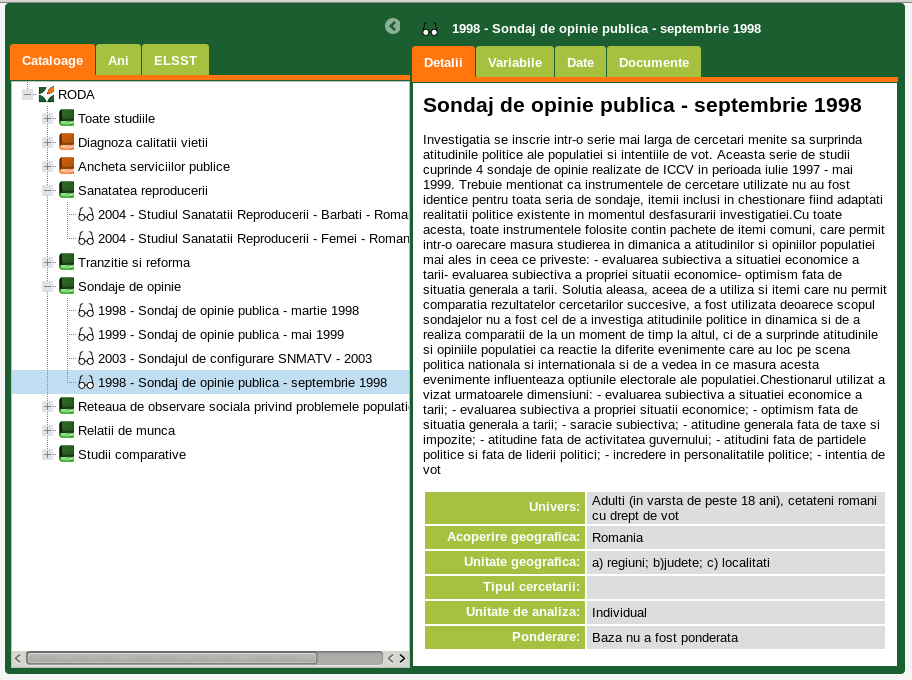 1998 - Sondaj de opinie publica - septembrie 1998
Cataloage
Ani
ELSST
Detalii
Variabile
Date
Documente
RODA
Toate studiile
Diagnoza calitatii vietii
Ancheta serviciilor publice
Sanatatea reproducerii
2004 - Studiul Sanatatii Reproducerii - Barbati - Roma
2004 - Studiul Sanatatii Reproducerii - Femei - Roman
Tranzitie si reforma
Sondaje de opinie
1998 - Sondaj de opinie publica - martie 1998
1999 - Sondaj de opinie publica - mai 1999
2003 - Sondajul de configurare SNMATV - 2003
1998 - Sondaj de opinie publica - septembrie 1998
Reteaua de observare sociala privind problemele populati
Relatii de munca
Studii comparative
Sondaj de opinie publica - septembrie 1998
Investigatia se inscrie intr-o serie mai larga de cercetari menite sa surprinda
atitudinile politice ale populatiei si intentiile de vot. Aceasta serie de studii
cuprinde 4 sondaje de opinie realizate de ICCV in perioada iulie 1997 - mai
1999. Trebuie mentionat ca instrumentele de cercetare utilizate nu au fost
identice pentru toata seria de sondaje, itemii inclusi in chestionare fiind adaptati
realitatii politice existente in momentul desfasurarii investigatiei.Cu toate
acesta, toate instrumentele folosite contin pachete de itemi comuni, care permit
intr-o oarecare masura studierea in dimanica a atitudinilor si opiniilor populatiei
mai ales in ceea ce priveste: - evaluarea subiectiva a situatiei economice a
tarii- evaluarea subiectiva a propriei situatii economice- optimism fata de
situatia generala a tarii. Solutia aleasa, aceea de a utiliza si itemi care nu permit
comparatia rezultatelor cercetarilor succesive, a fost utilizata deoarece scopul
sondajelor nu a fost cel de a investiga atitudinile politice in dinamica si de a
realiza comparatii de la un moment de timp la altul, ci de a surprinde atitudinile
si opiniile populatiei ca reactie la diferite evenimente care au loc pe scena
politica nationala si internationala si de a vedea in ce masura acesta
evenimente influenteaza optiunile electorale ale populatiei.Chestionarul utilizat a
vizat urmatoarele dimensiuni: - evaluarea subiectiva a situatiei economice a
tarii; - evaluarea subiectiva a propriei situatii economice; - optimism fata de
situatia generala a tarii; - saracie subiectiva; - atitudine generala fata de taxe si
impozite; - atitudine fata de activitatea guvernului; - atitudini fata de partidele
politice si fata de liderii politici; - incredere in personalitatile politice; - intentia de
vot
Univers:
Adulti (in varsta de peste 18 ani), cetateni romani
cu drept de vot
Acoperire geografica:
Romania
Unitate geografica:
a) regiuni; b)judete; c) localitati
Tipul cercetarii:
Unitate de analiza:
Individual
Ponderare:
Baza nu a fost ponderata